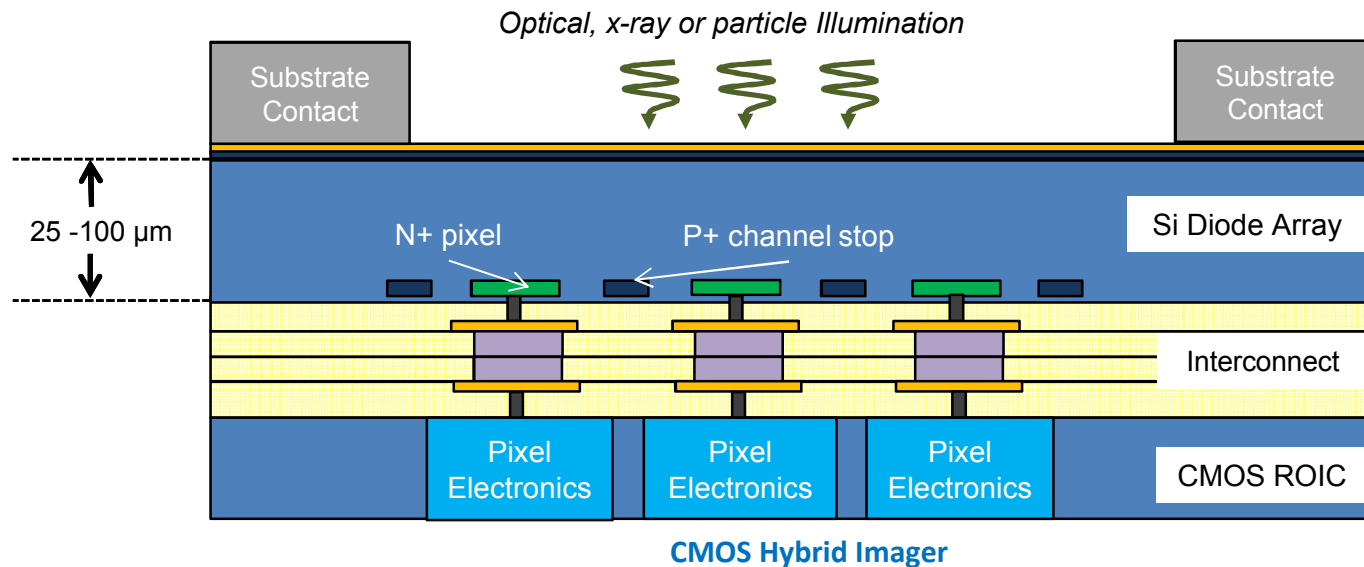 Optical, x-ray or particle Illumination
Substrate
Contact
Substrate
Contact
25 -100 µm
N+ pixel
P+ channel stop
Si Diode Array
Interconnect
Pixel
Electronics
Pixel
Electronics
Pixel
Electronics
CMOS ROIC
CMOS Hybrid Imager